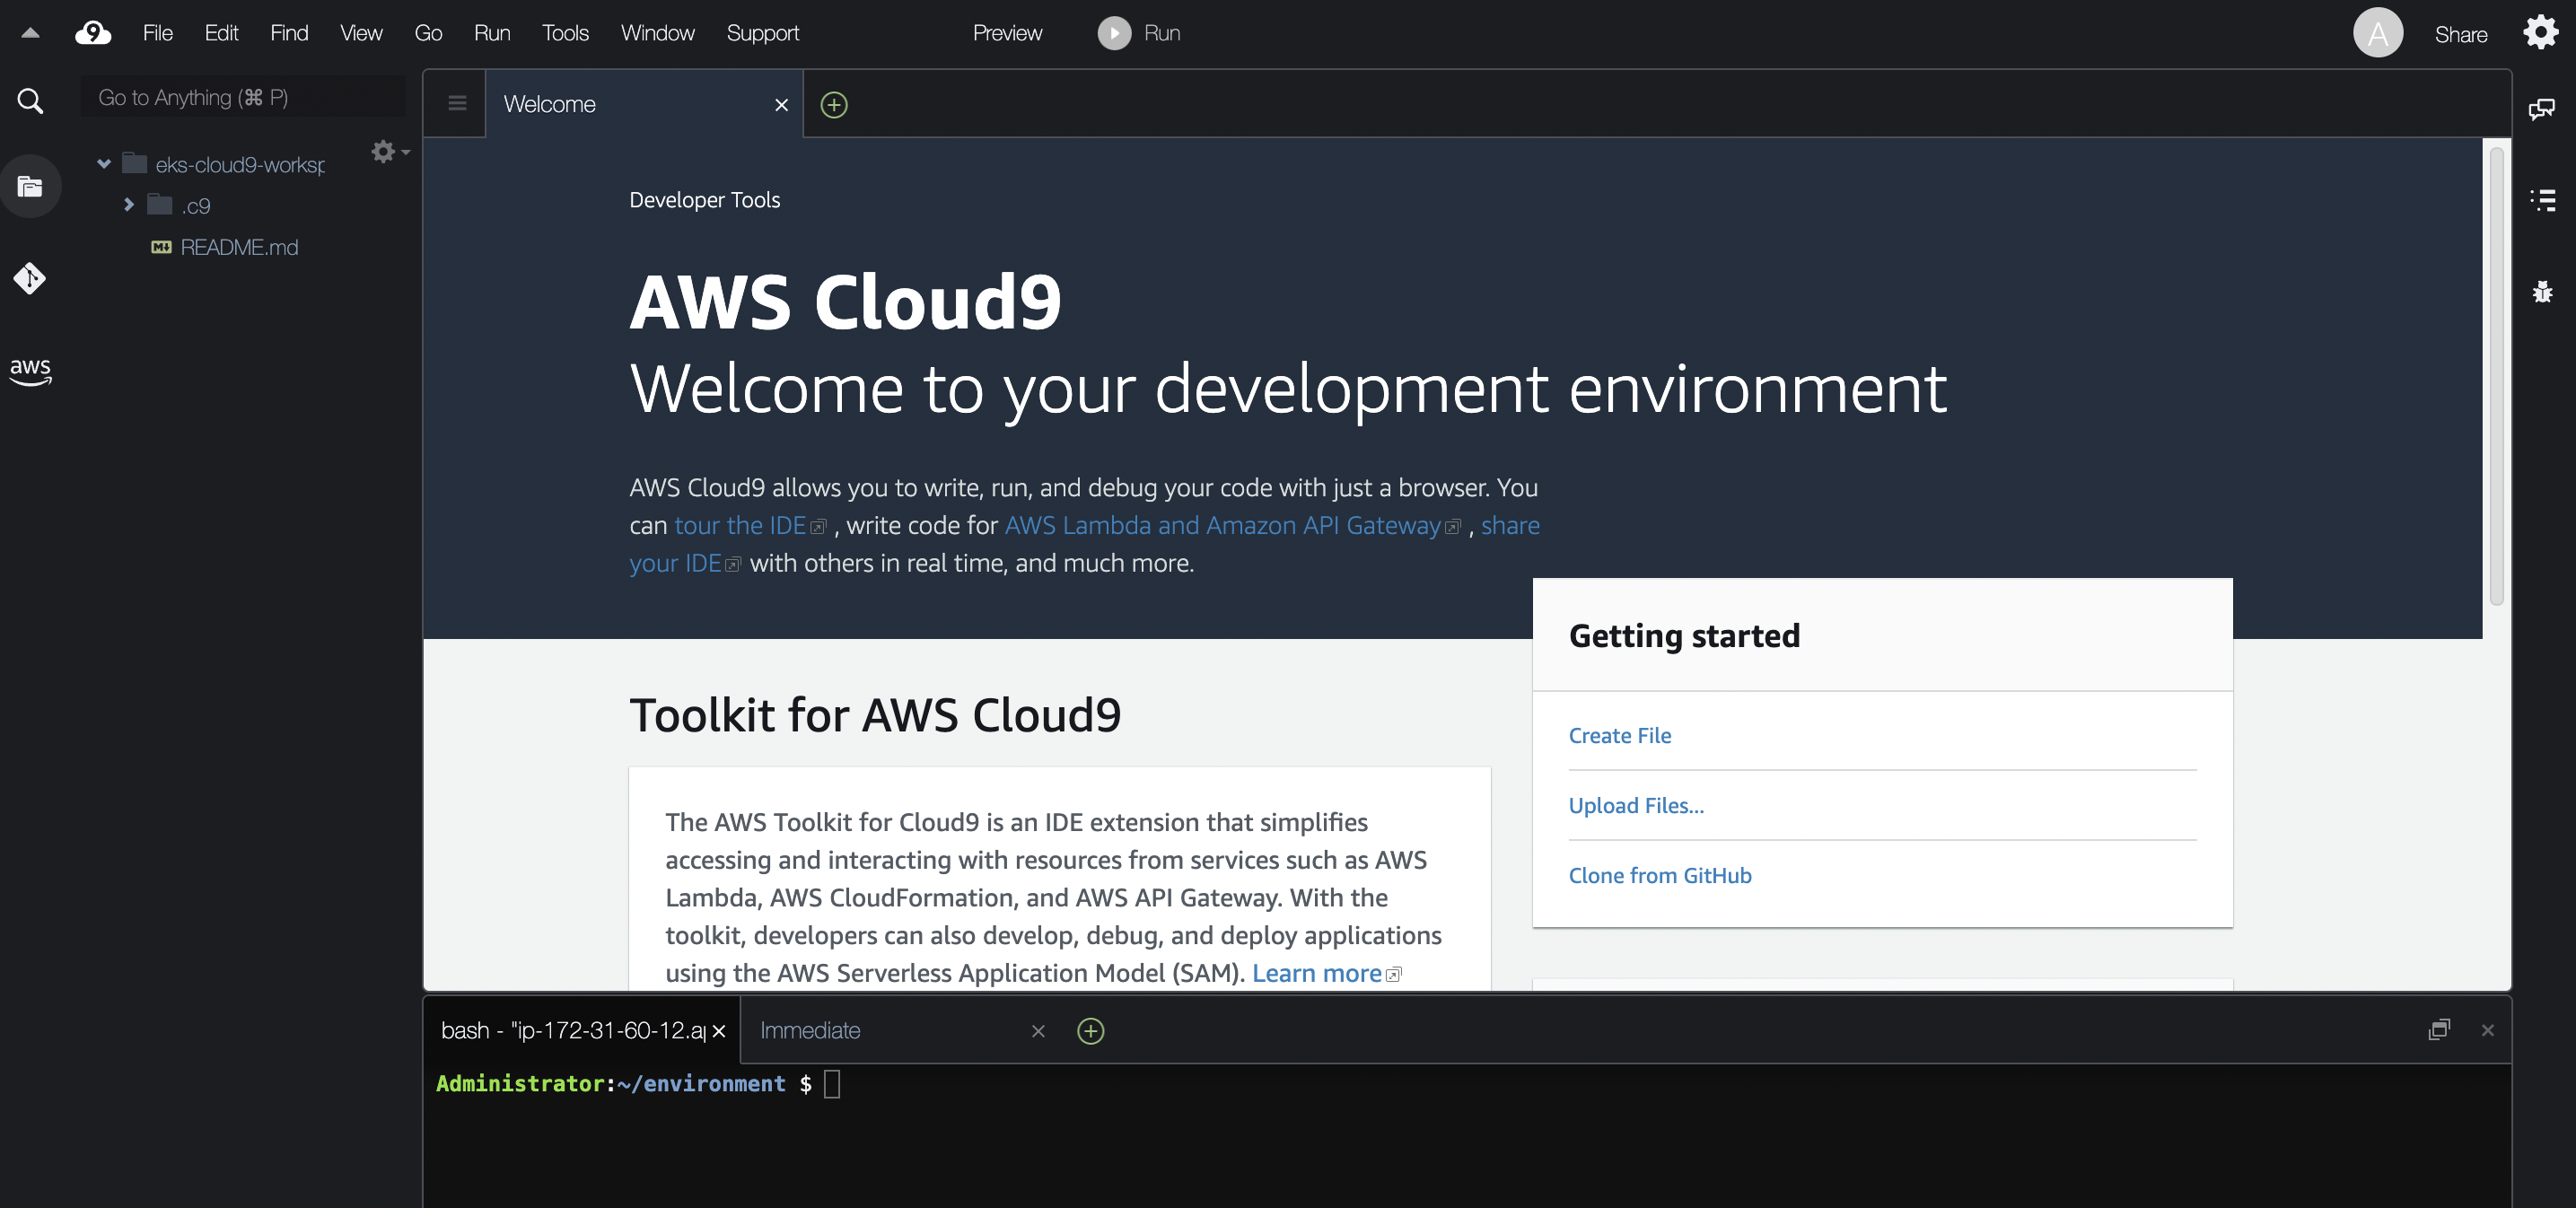 9 File Edit Find View Go Run Tools Window Support Preview Run A Share
Go to Anything (⌘ P)
eks-cloud9-worksp
.c9
README.md
aws
Welcome
Developer Tools
AWS Cloud9
Welcome to your development environment
AWS Cloud9 allows you to write, run, and debug your code with just a browser. You
can tour the IDE , write code for AWS Lambda and Amazon API Gateway , share
your IDE with others in real time, and much more.
Getting started
Create File
Upload Files...
Clone from GitHub
Toolkit for AWS Cloud9
The AWS Toolkit for Cloud9 is an IDE extension that simplifies
accessing and interacting with resources from services such as AWS
Lambda, AWS CloudFormation, and AWS API Gateway. With the
toolkit, developers can also develop, debug, and deploy applications
using the AWS Serverless Application Model (SAM). Learn more
bash - "ip-172-31-60-12.ap Immediate
Administrator:~/environment $